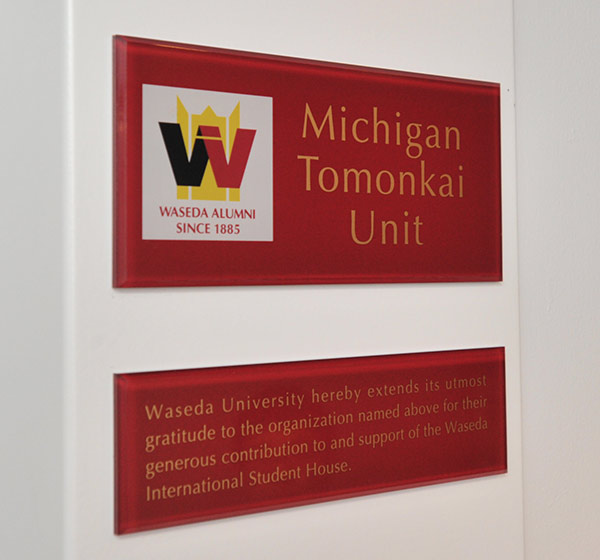 W
WASEDA ALUMNI
SINCE 1885
Michigan
Tomonkai
Unit
Waseda University hereby extends its utmost
gratitude to the organization named above for their
generous contribution to and support of the Waseda
International Student House.